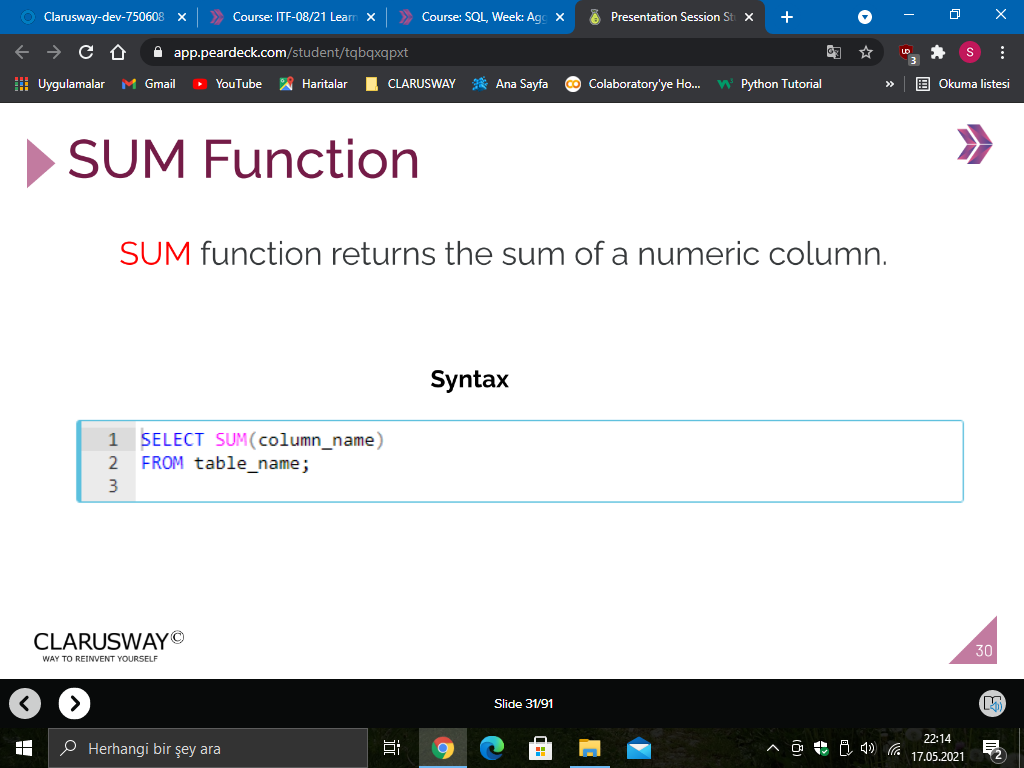 Clarusway-dev-750608
Course: ITF-08/21 Learn
Course: SQL, Week: Agg
Presentation Session St
app.peardeck.com/student/tqbqxqpxt
S
3
Uygulamalar
Gmail
YouTube
Haritalar
CLARUSWAY
Ana Sayfa
Colaboratory'ye Ho...
Python Tutorial
»
Okuma listesi
SUM Function
SUM function returns the sum of a numeric column.
Syntax
1 SELECT SUM(column_name)
2 FROM table_name;
3
CLARUSWAY©
WAY TO REINVENT YOURSELF
30
Slide 31/91
Herhangi bir şey ara
22:14
17.05.2021
2